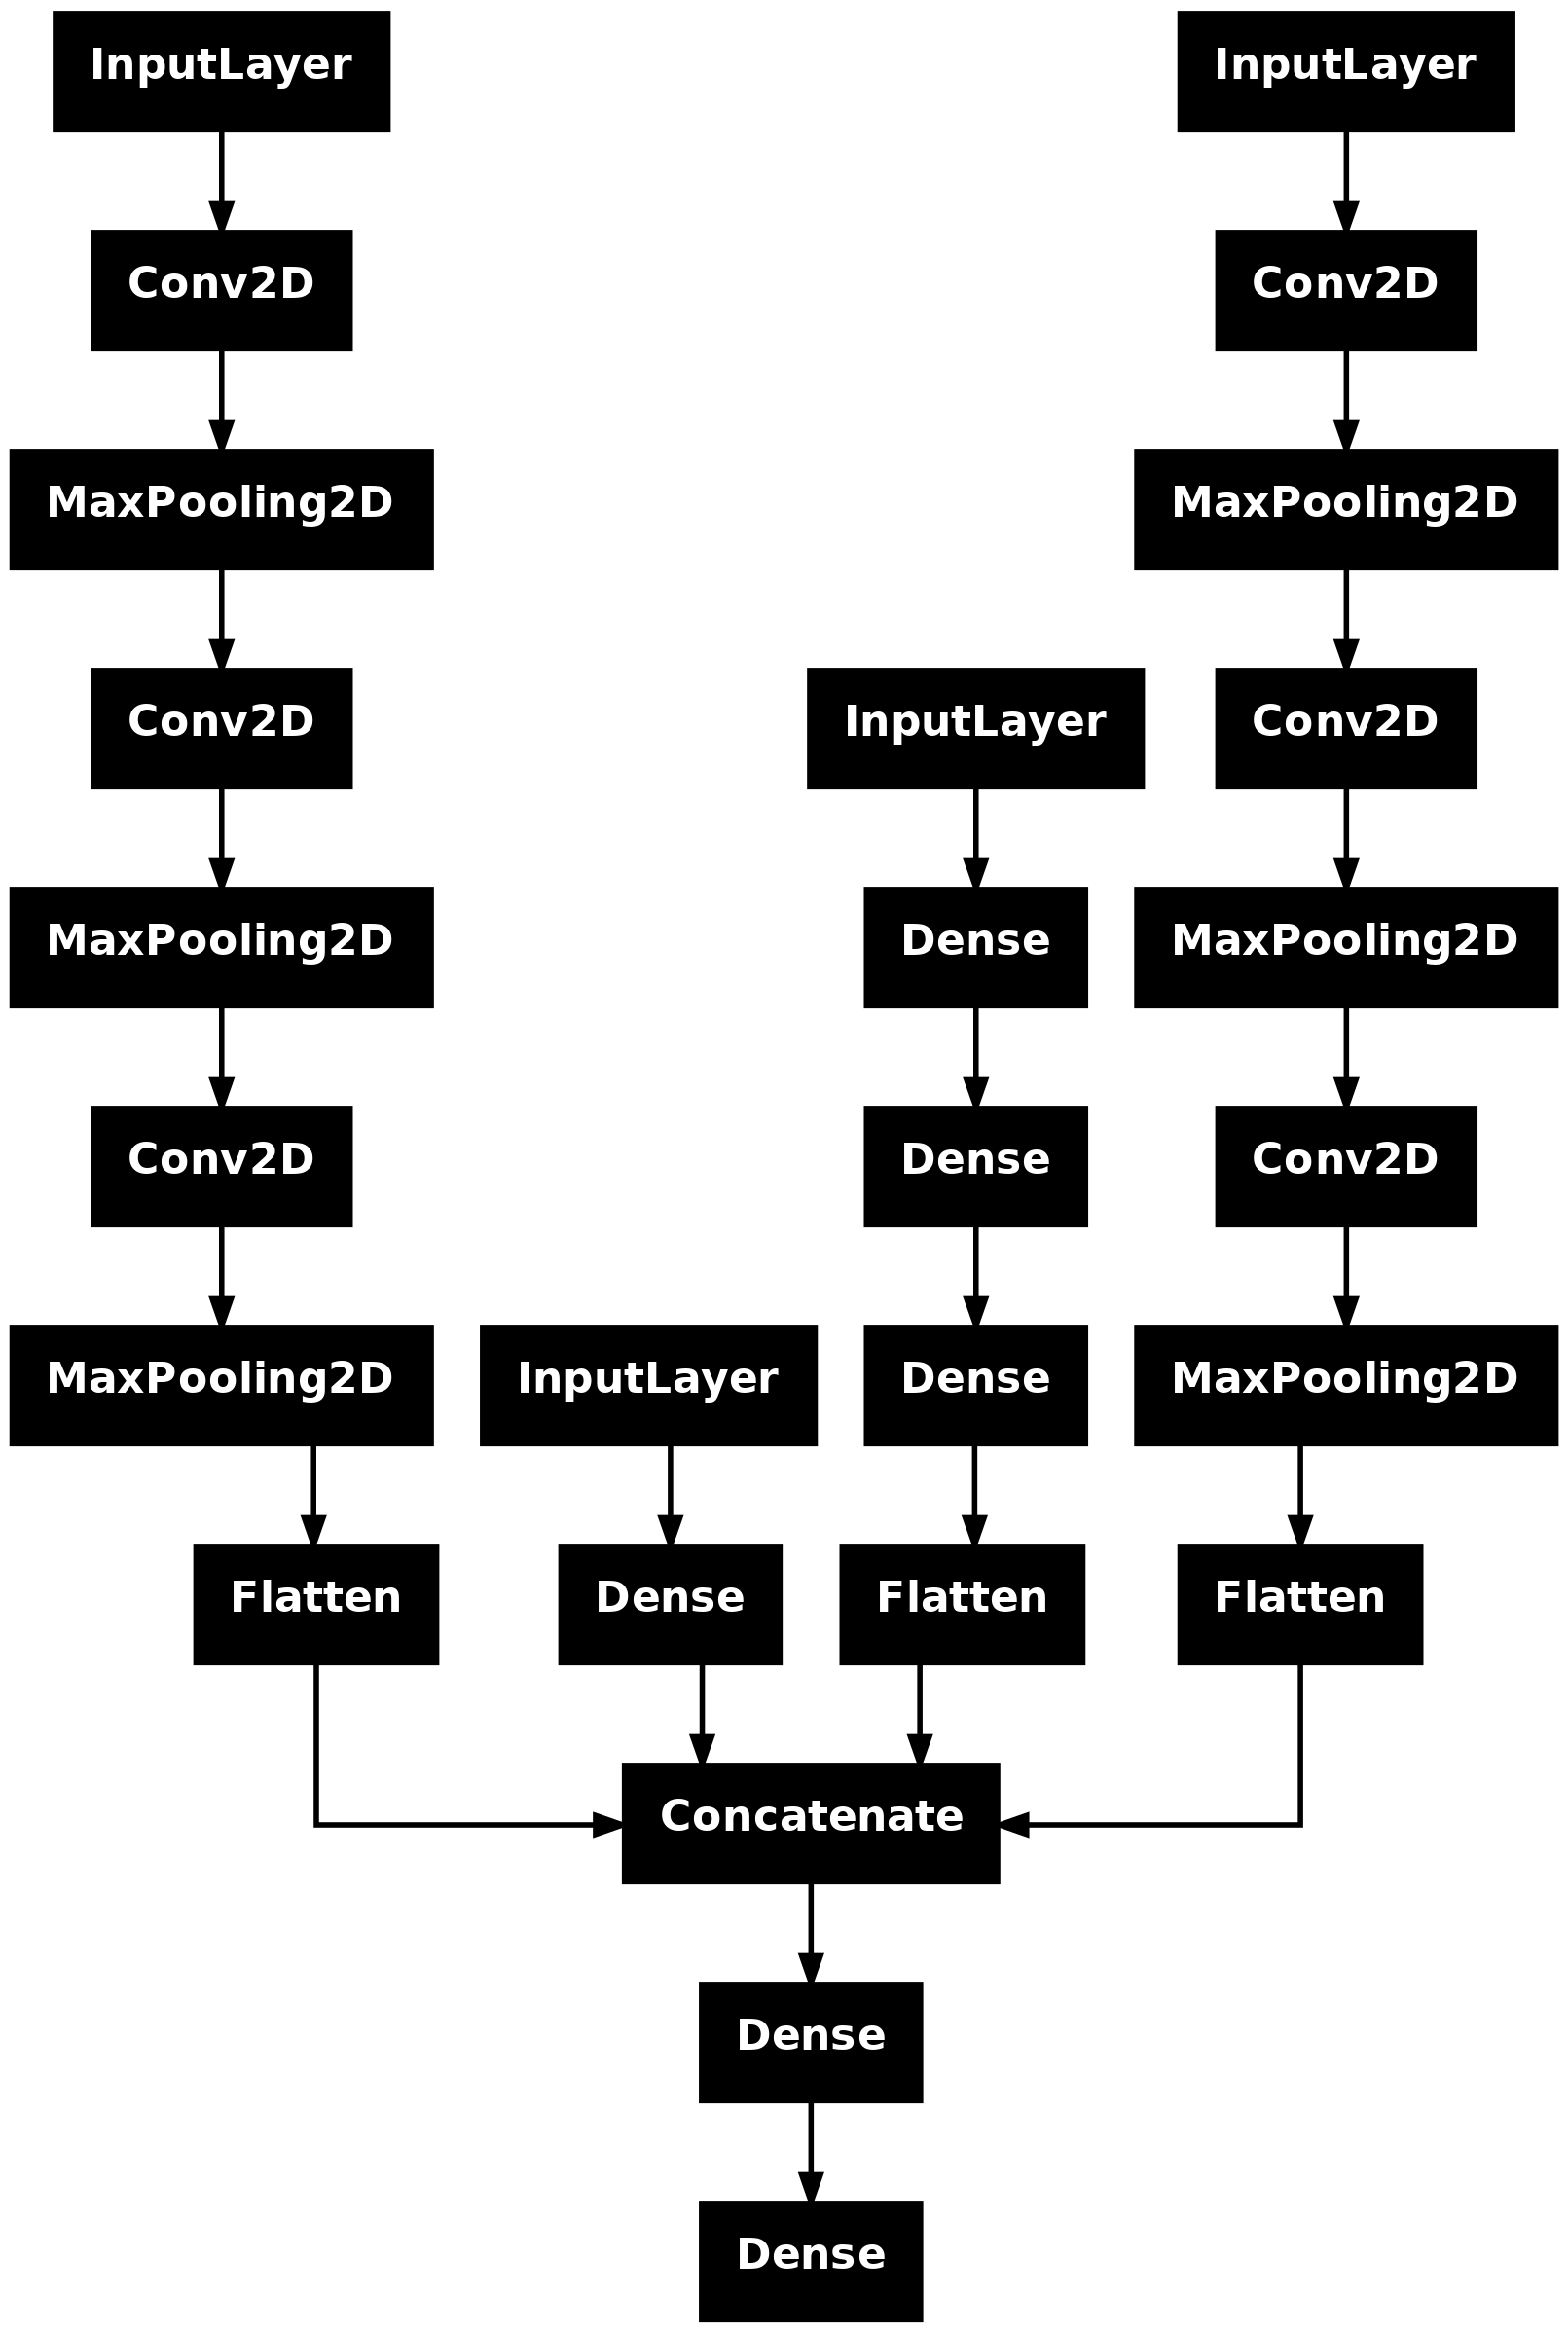 InputLayer
InputLayer
Conv2D
Conv2D
MaxPooling2D
MaxPooling2D
Conv2D
InputLayer
Conv2D
MaxPooling2D
Dense
MaxPooling2D
Conv2D
Dense
Conv2D
MaxPooling2D
InputLayer
Dense
MaxPooling2D
Flatten
Dense
Flatten
Flatten
Concatenate
Dense
Dense